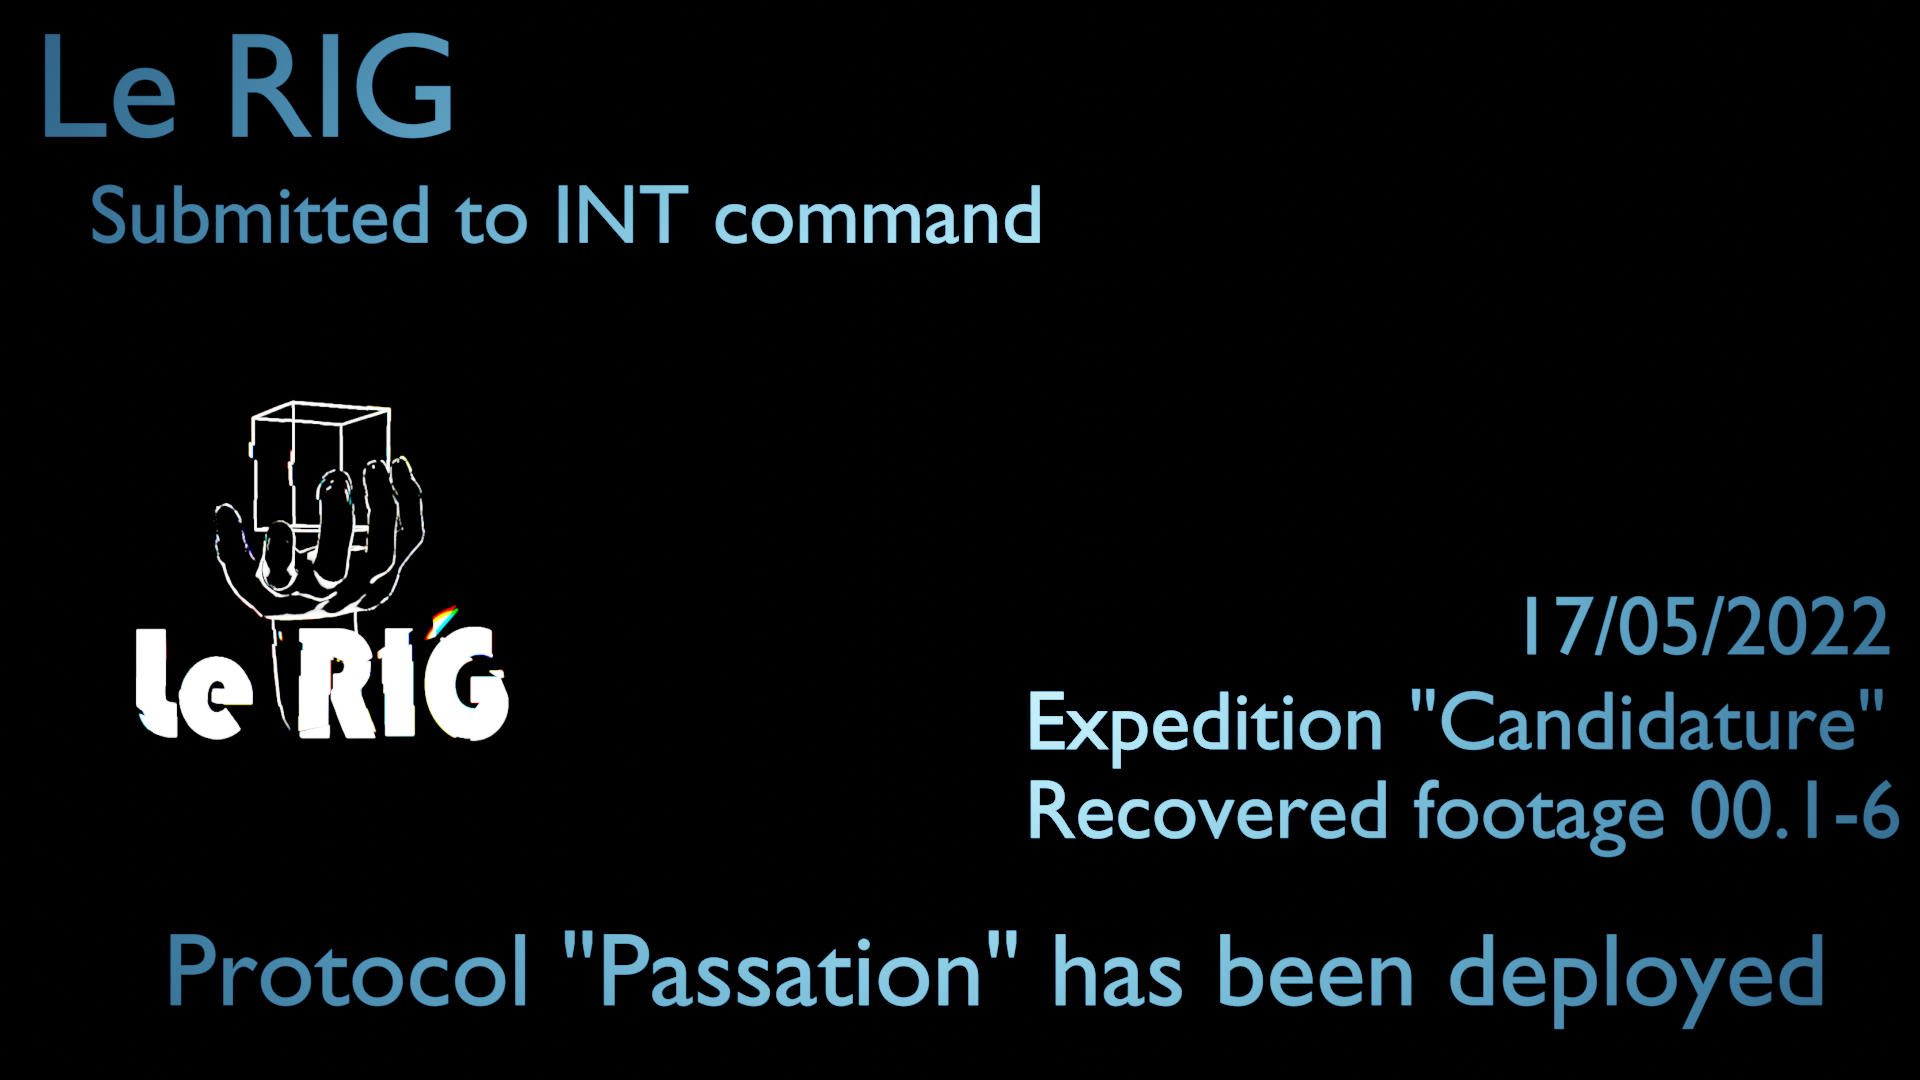 Le RIG
Submitted to INT command
Le RIG
17/05/2022
Expedition "Candidature"
Recovered footage 00.1-6
Protocol "Passation" has been deployed